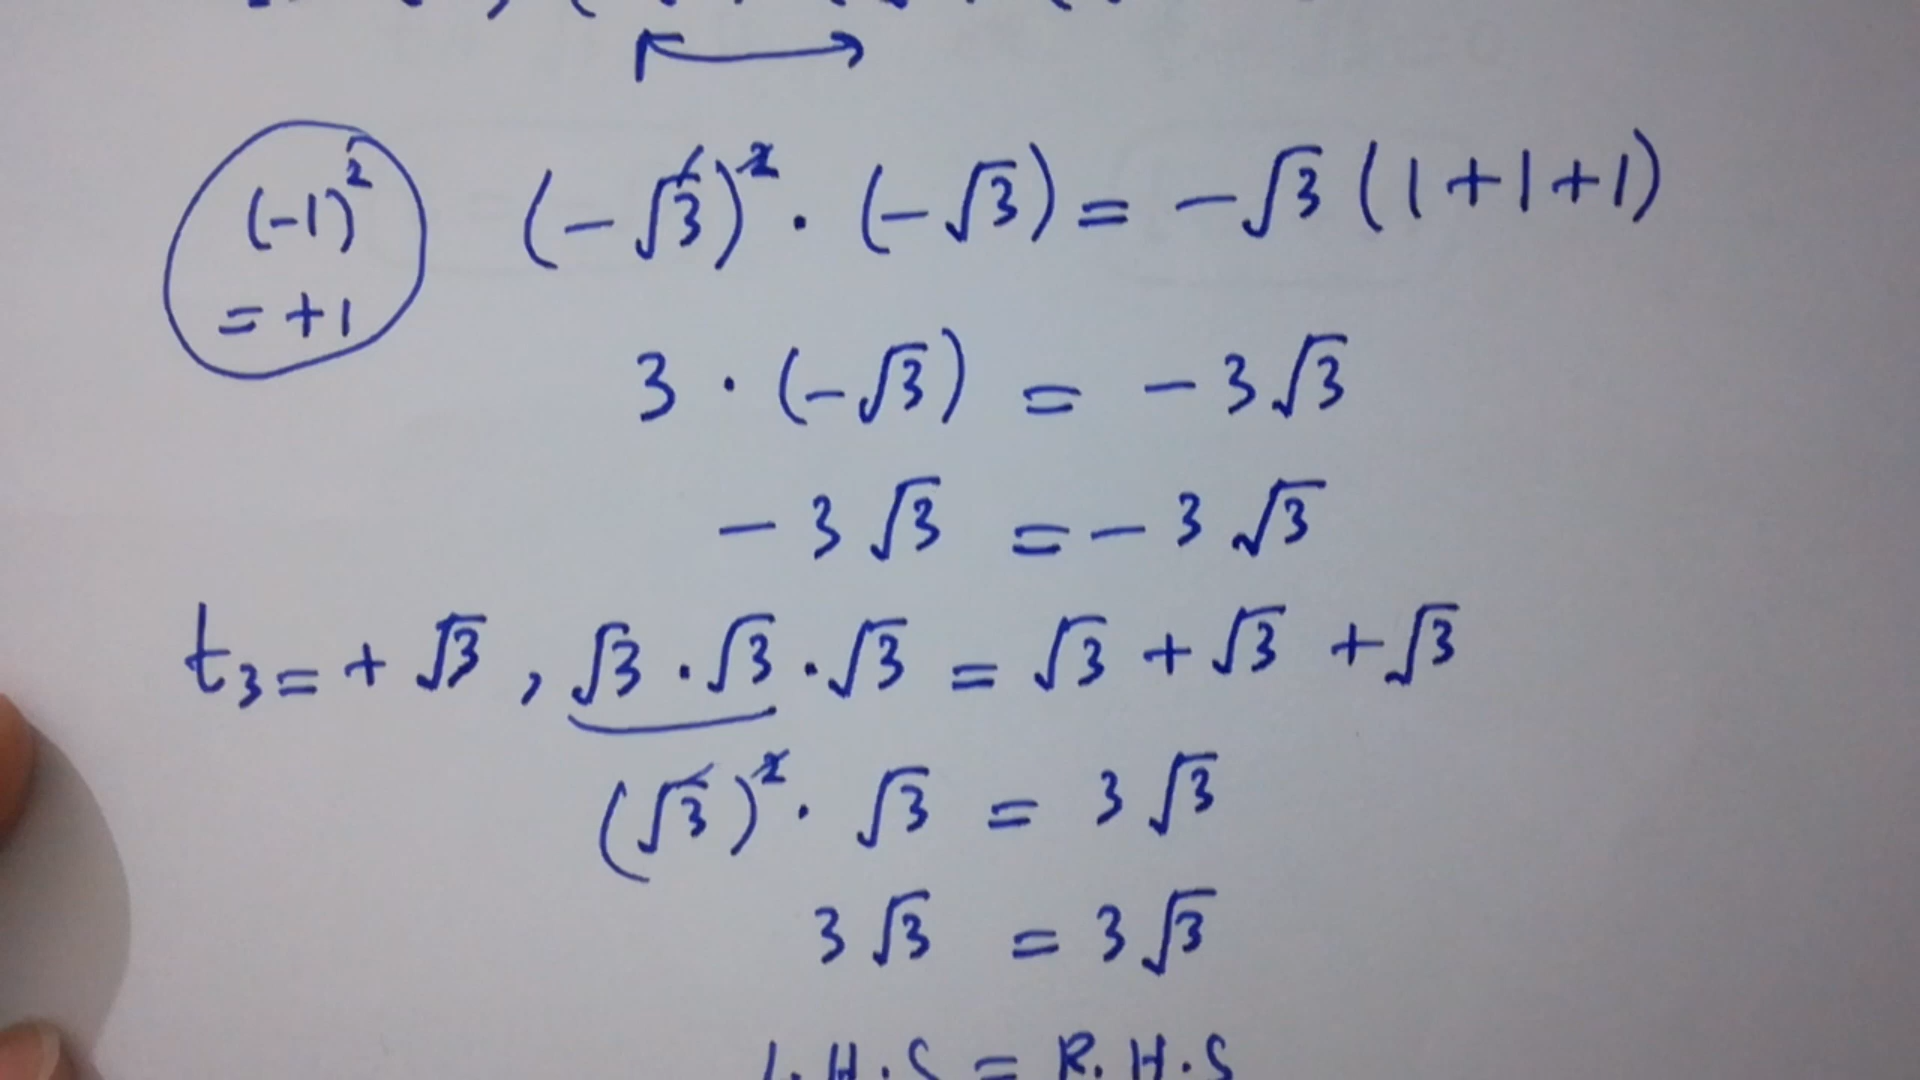 (-1)²
= +1
(-√3)² · (-√3) = -√3 (1+1+1)
3 · (-√3) = -3√3
-3√3 = -3√3
t₃ = +√3 , √3 · √3 · √3 = √3 + √3 + √3
(√3)² · √3 = 3√3
3√3 = 3√3
L.H.S = R.H.S